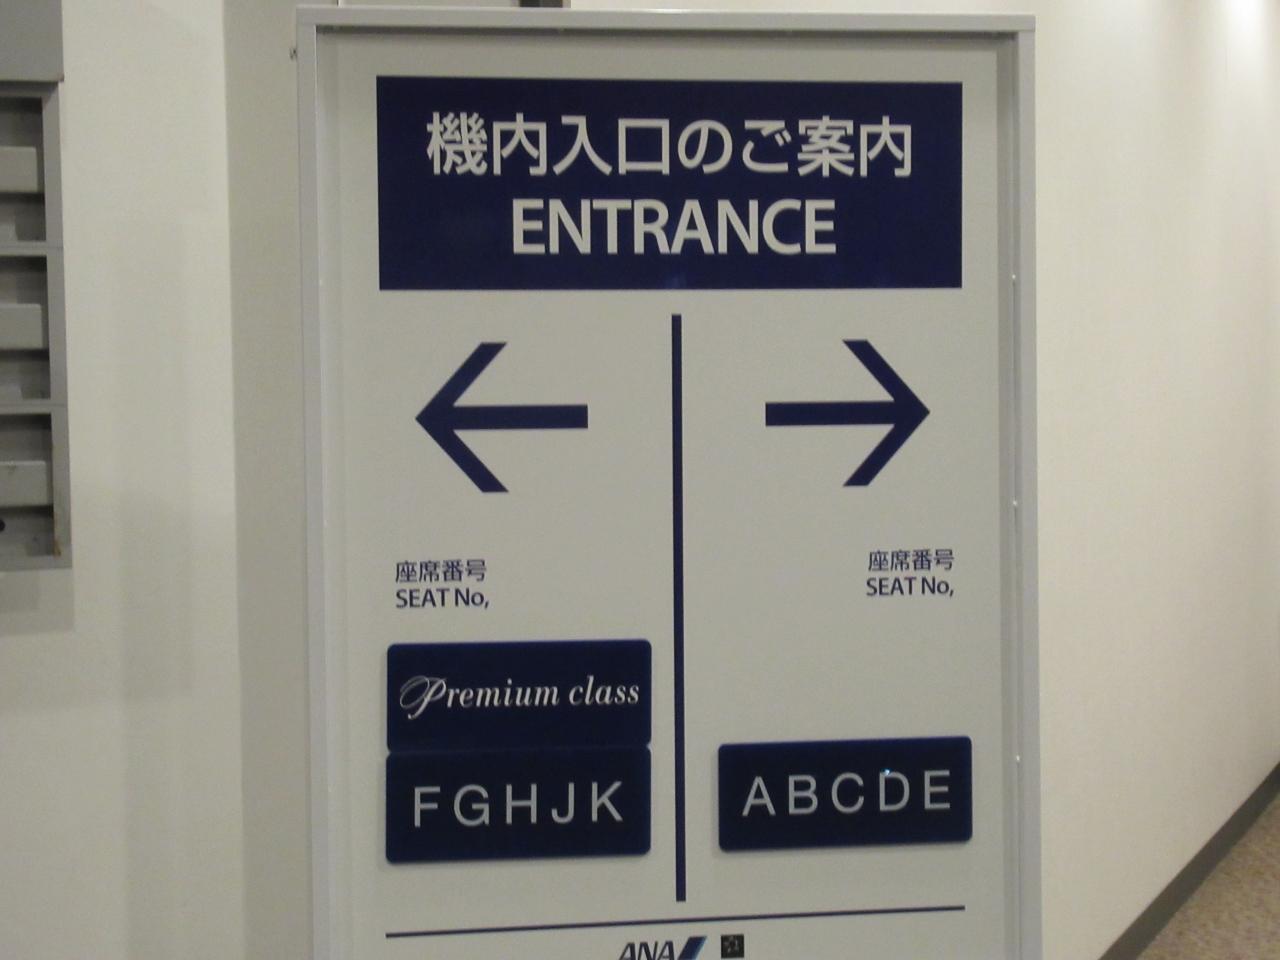 機内入口のご案内
ENTRANCE
座席番号
SEAT No,
Premium class
FGHJK
座席番号
SEAT No,
ABCDE
ANA